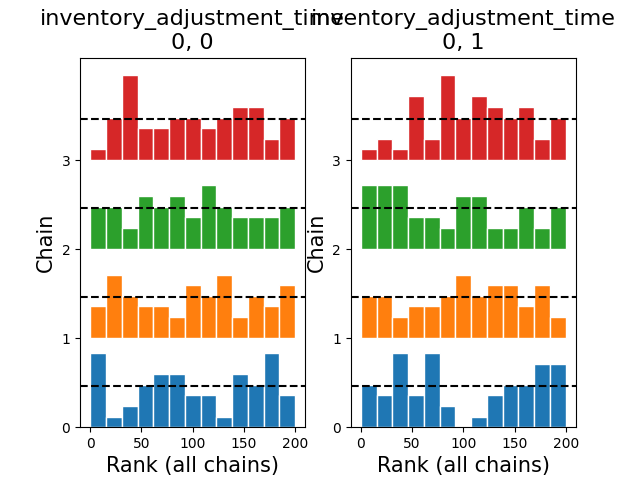 inventory_adjustment_time
0, 0
inventory_adjustment_time
0, 1
Chain
3
2
1
0
0 50 100 150 200
Rank (all chains)
Chain
3
2
1
0
0 50 100 150 200
Rank (all chains)